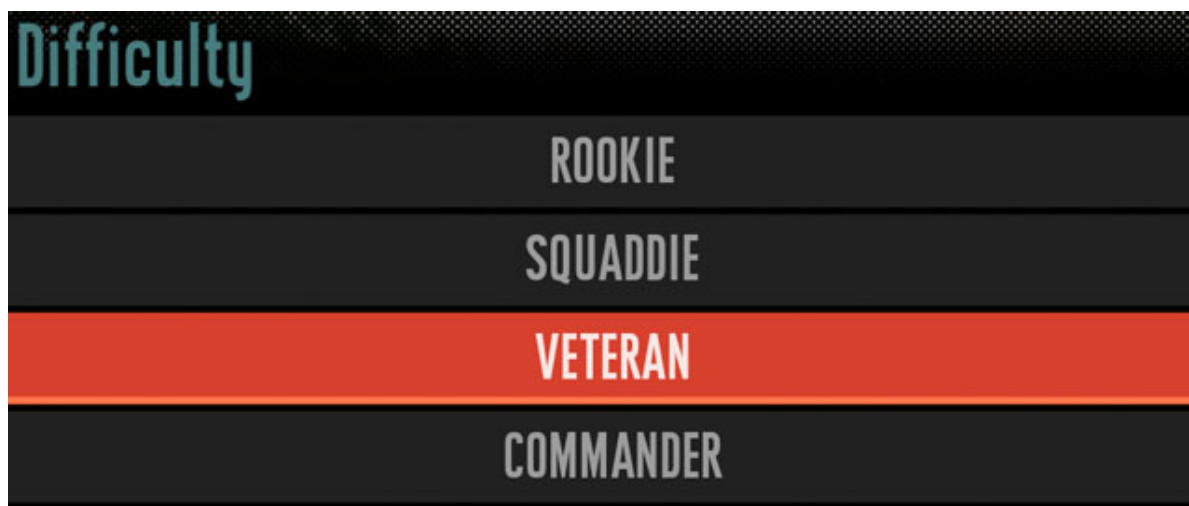 Difficulty
ROOKIE
SQUADDIE
VETERAN
COMMANDER